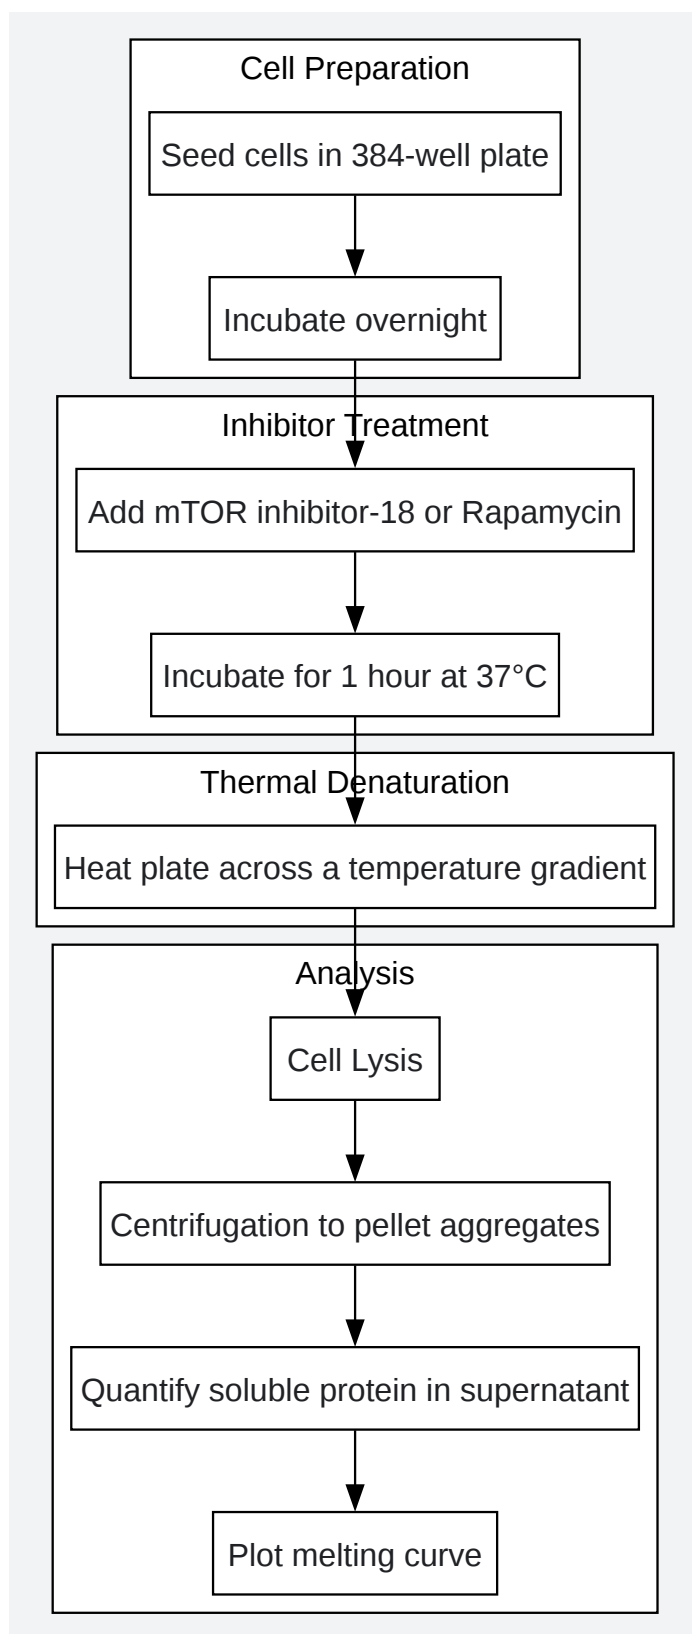 Cell Preparation
Seed cells in 384-well plate
Incubate overnight
Inhibitor Treatment
Add mTOR inhibitor-18 or Rapamycin
Incubate for 1 hour at 37°C
Thermal Denaturation
Heat plate across a temperature gradient
Analysis
Cell Lysis
Centrifugation to pellet aggregates
Quantify soluble protein in supernatant
Plot melting curve